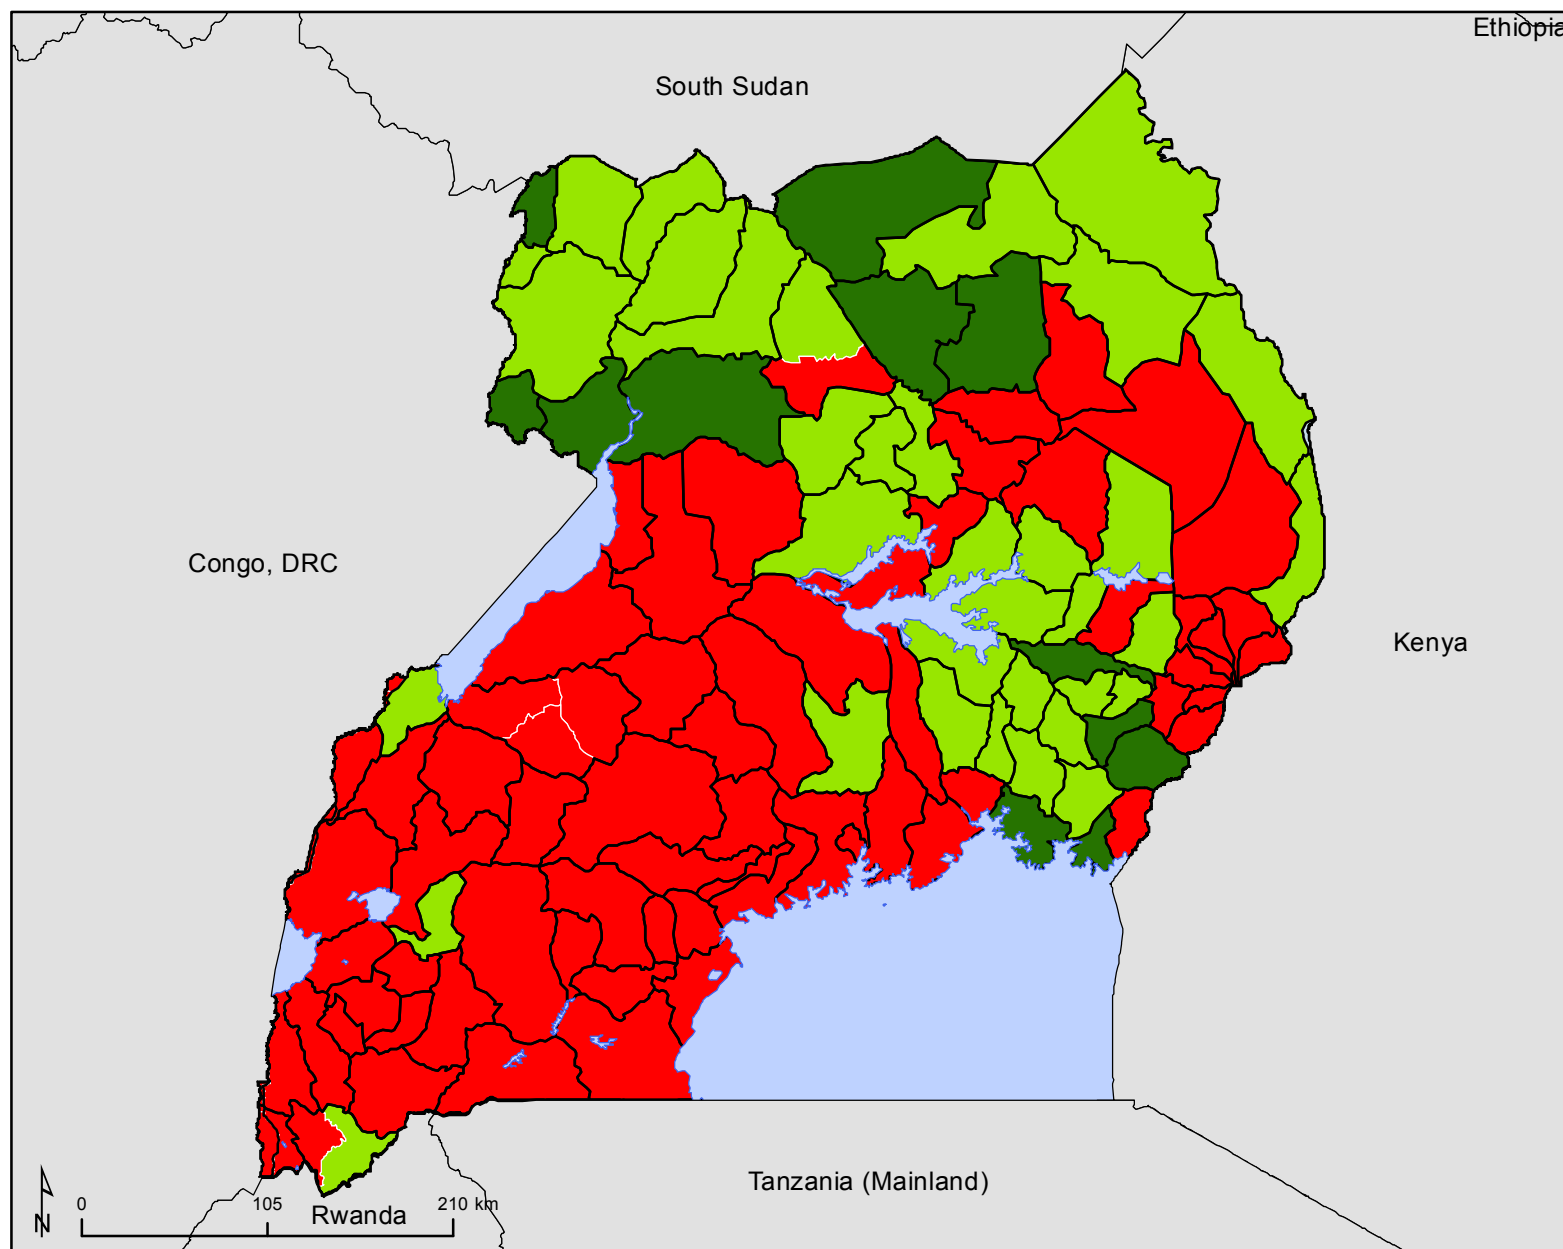 Ethiopia
South Sudan
Congo, DRC
Kenya
Tanzania (Mainland)
N
0 105 210 km
Rwanda